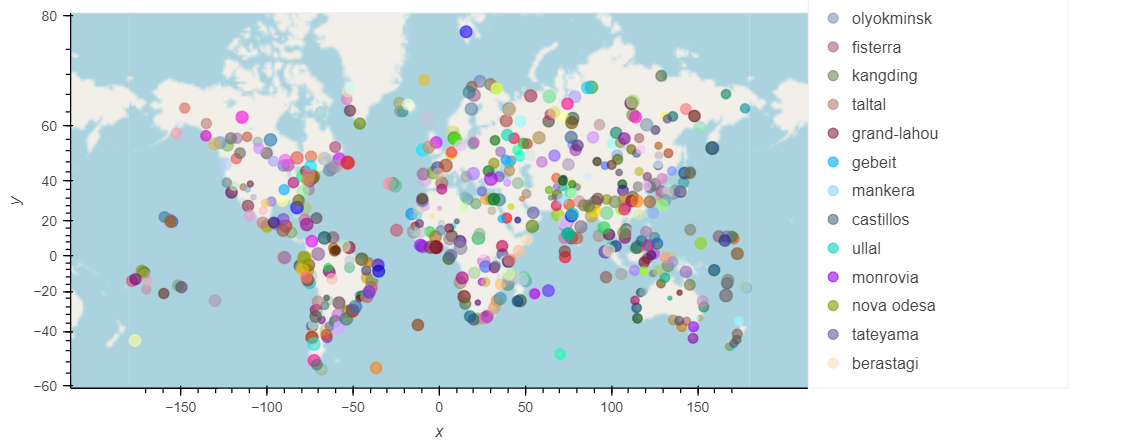 80
60
40
20
0
−20
−40
−60
y
−150
−100
−50
0
50
100
150
x
olyokminsk
fisterra
kangding
taltal
grand-lahou
gebeit
mankera
castillos
ullal
monrovia
nova odesa
tateyama
berastagi